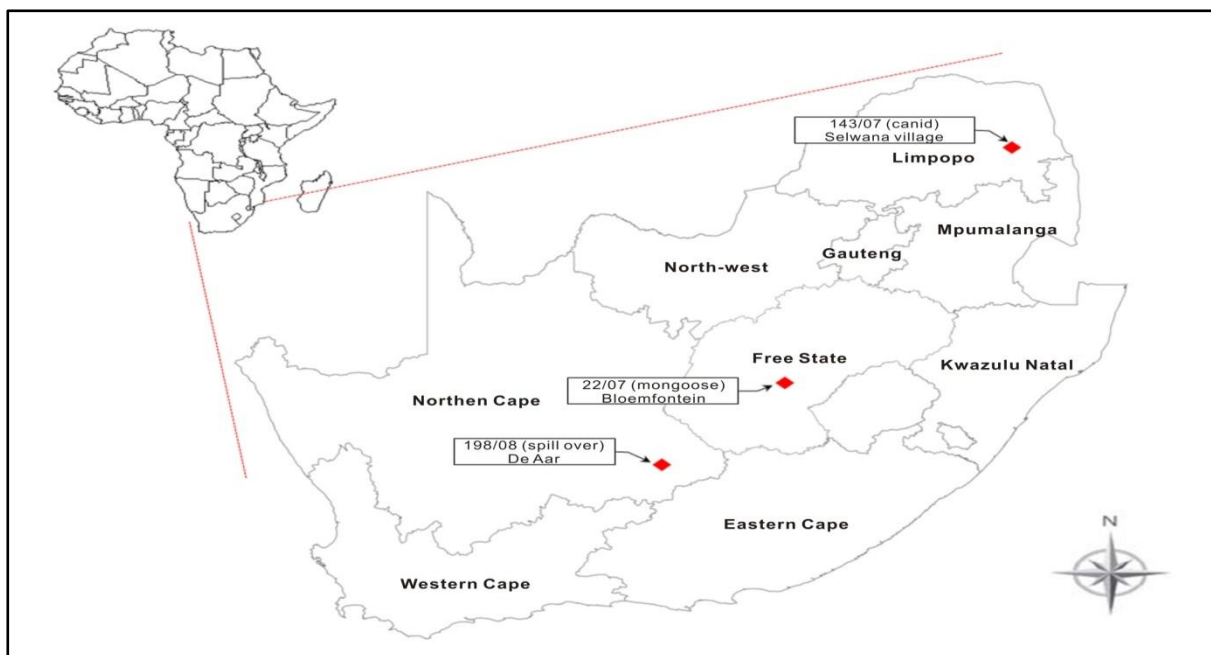 143/07 (canid)
Selwana village
Limpopo
Mpumalanga
Gauteng
North-west
Free State
Kwazulu Natal
22/07 (mongoose)
Bloemfontein
Northen Cape
198/08 (spill over)
De Aar
Eastern Cape
N
Western Cape